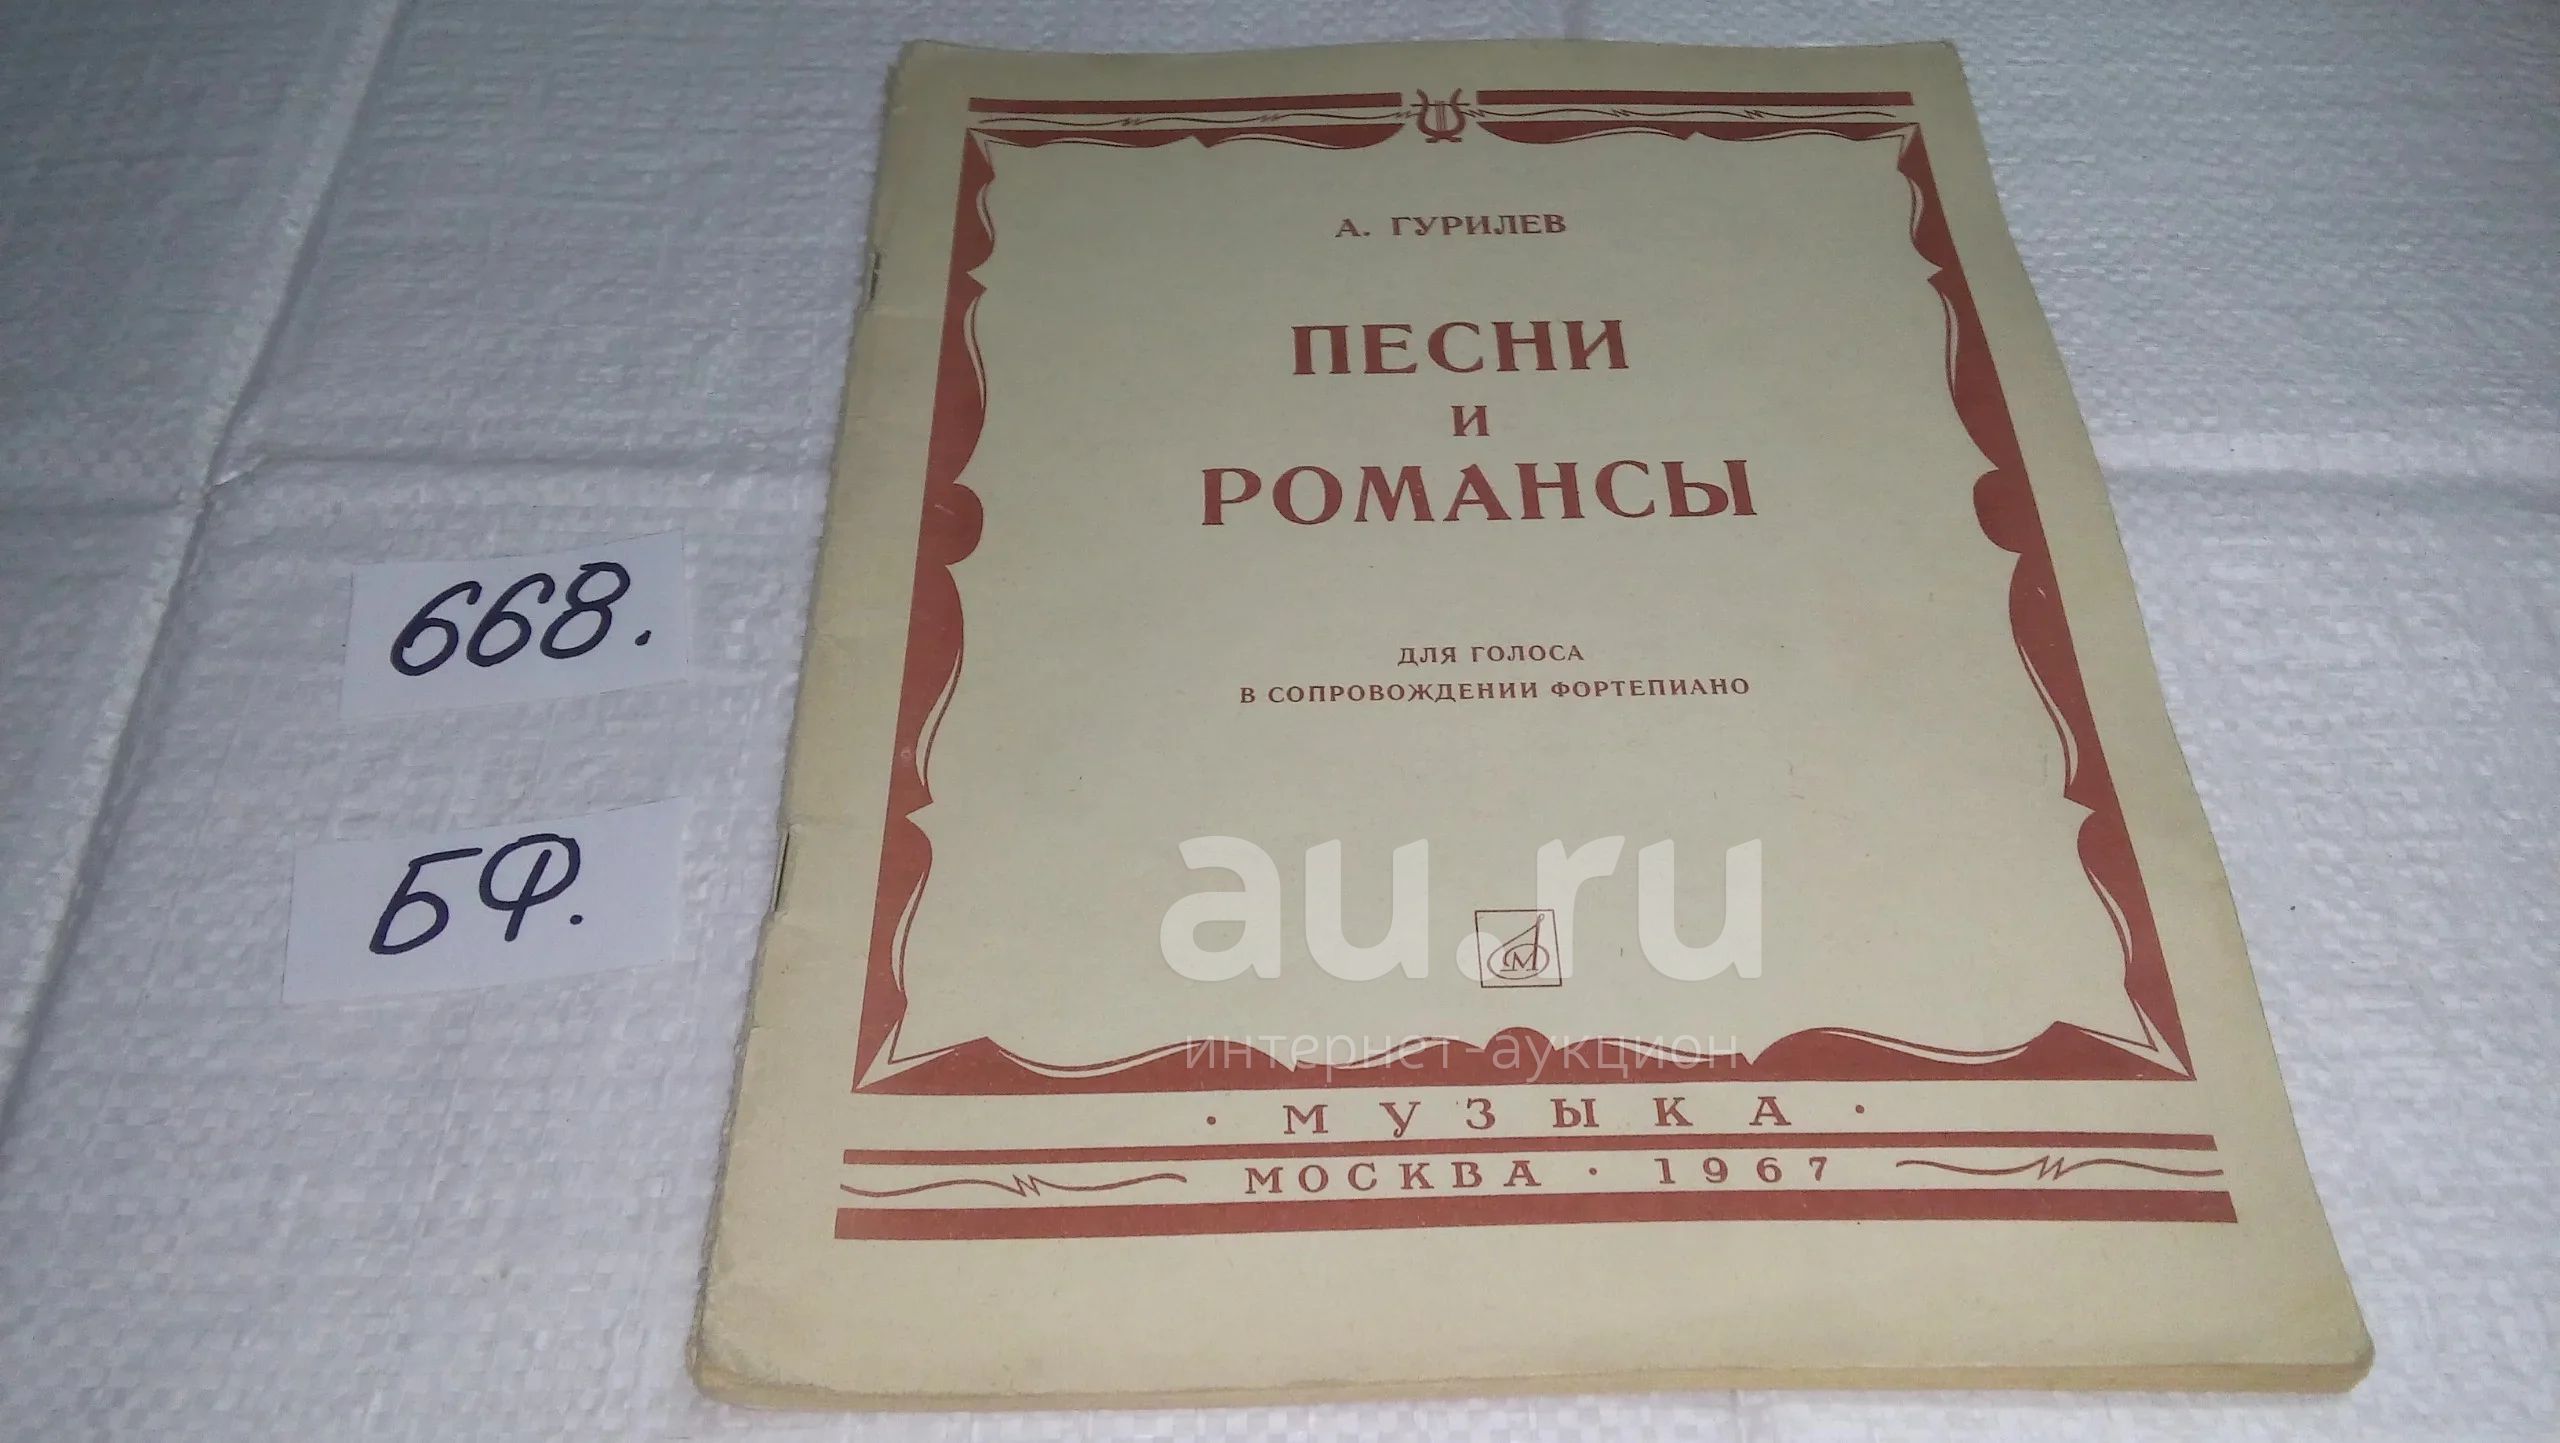 А. ГУРИЛЕВ
ПЕСНИ
И
РОМАНСЫ
ДЛЯ ГОЛОСА
В СОПРОВОЖДЕНИИ ФОРТЕПИАНО
668.
БФ.
au.ru
М
интернет-аукцион
· МУЗЫКА ·
МОСКВА · 1967